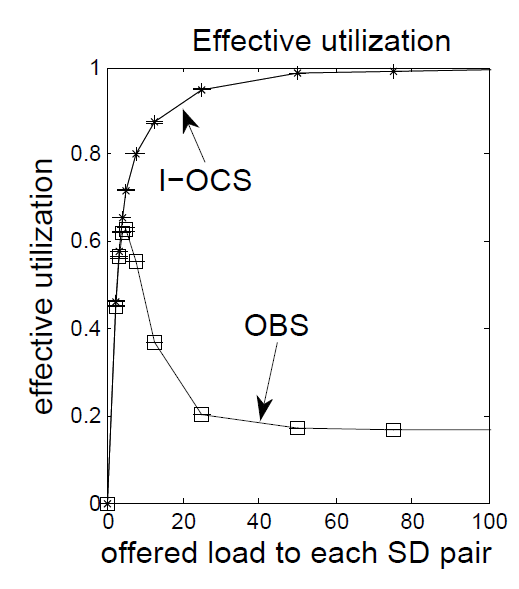 Effective utilization
1
0.8
0.6
0.4
0.2
0
effective utilization
I−OCS
OBS
0 20 40 60 80 100
offered load to each SD pair